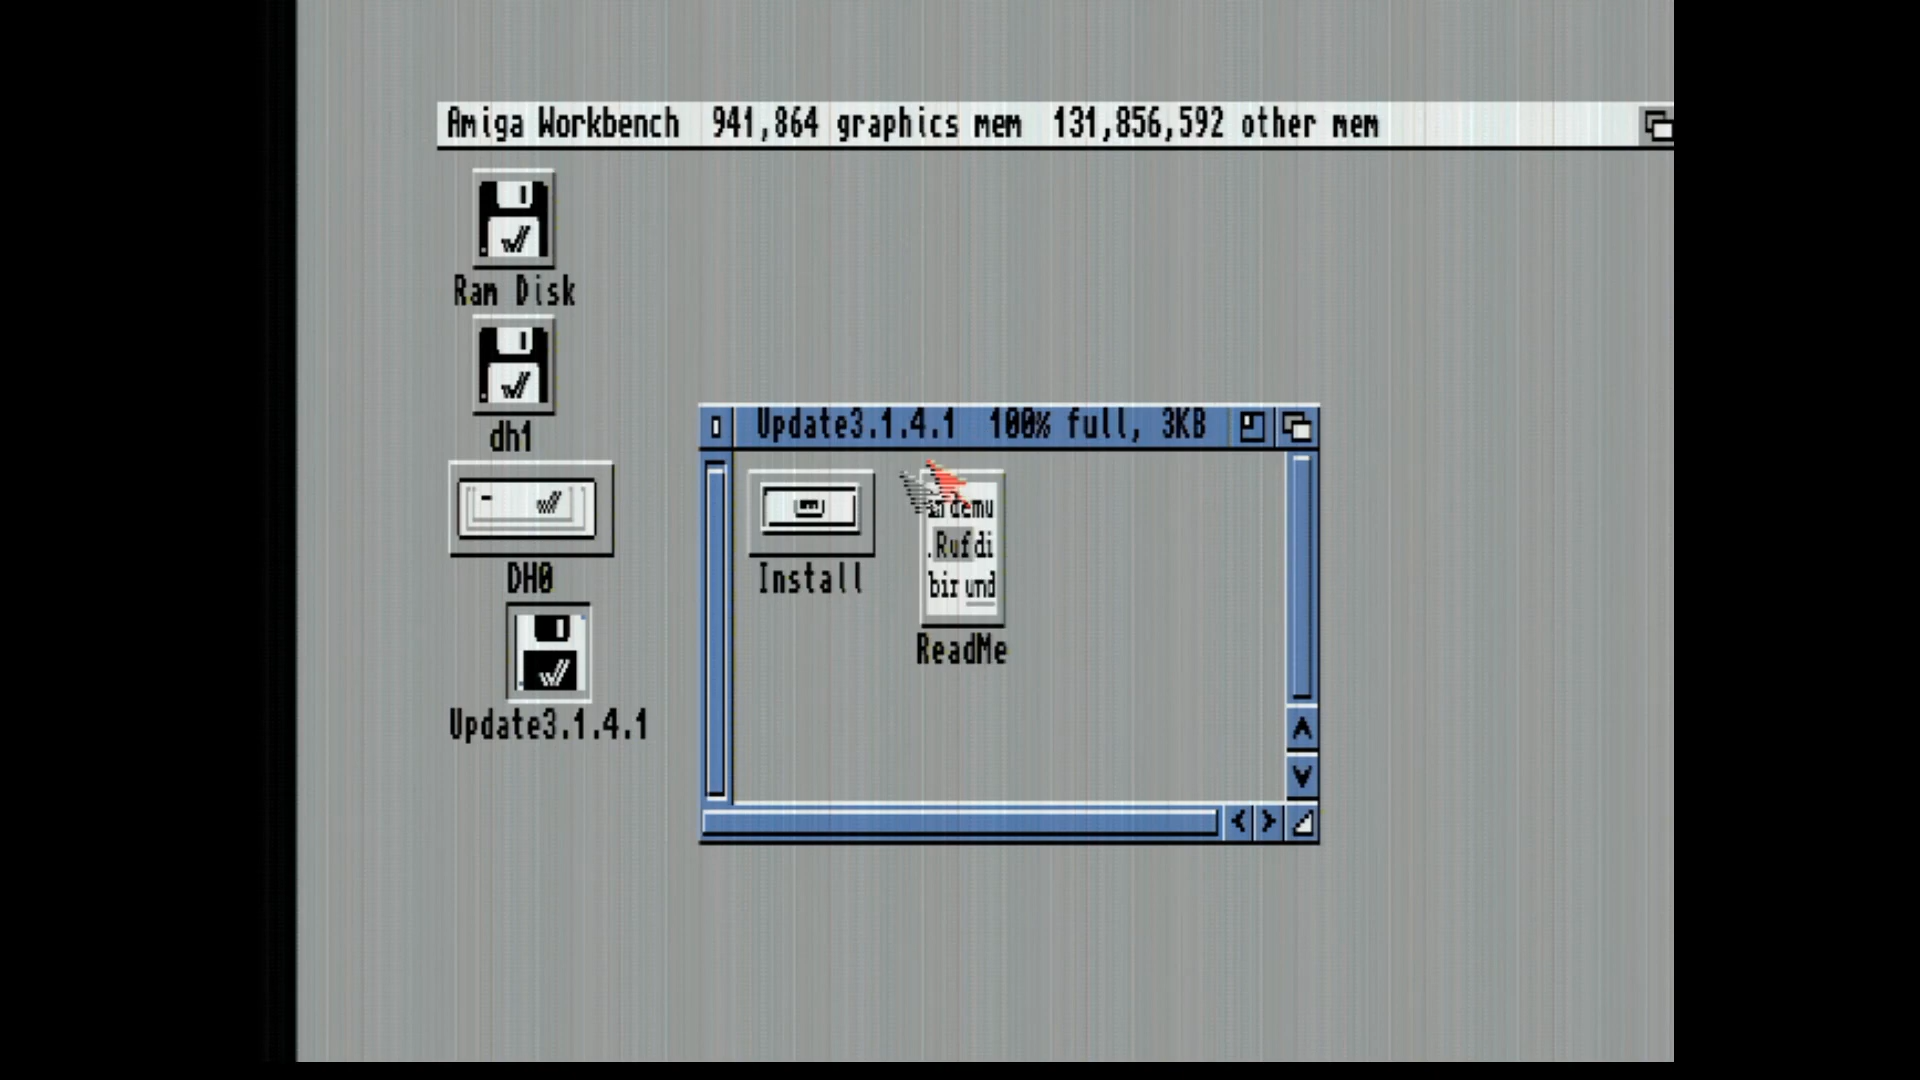 Amiga Workbench 941,864 graphics mem 131,856,592 other mem
Ram Disk
dh1
DH0
Update3.1.4.1
Update3.1.4.1 100% full, 3KB
Install
demu
.Ruf di
bir und
ReadMe